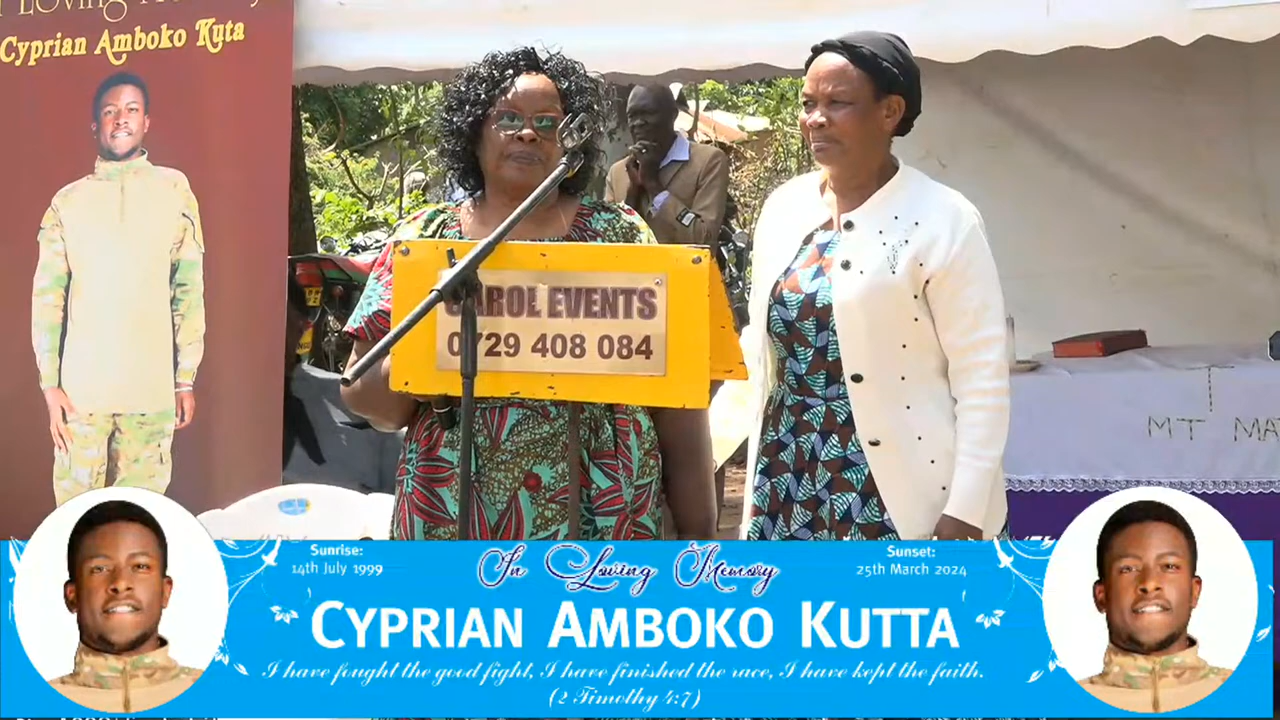 Loving
Cyprian Amboko Kuta
CAROL EVENTS
0729 408 084
MT MA
Sunrise:
14th July 1999
In Loving Memory
Sunset:
25th March 2024
CYPRIAN AMBOKO KUTTA
I have fought the good fight, I have finished the race, I have kept the faith.
(2 Timothy 4:7)